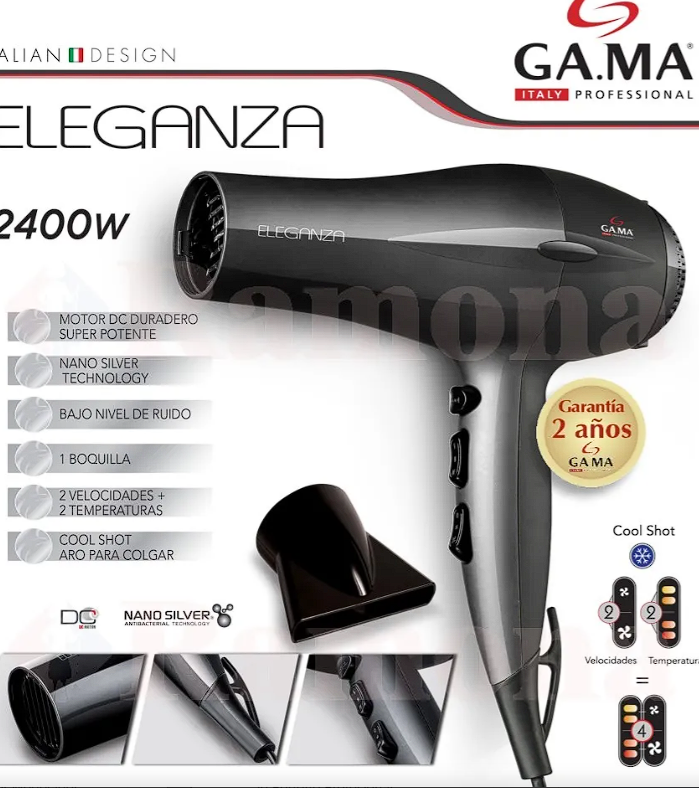 ALIAN DESIGN
GA.MA®
ITALY PROFESSIONAL
ELEGANZA
2400W
ELEGANZA
GA.MA
MOTOR DC DURADERO
SUPER POTENTE
NANO SILVER
TECHNOLOGY
BAJO NIVEL DE RUIDO
1 BOQUILLA
2 VELOCIDADES +
2 TEMPERATURAS
COOL SHOT
ARO PARA COLGAR
Garantía
2 años
GA.MA
Cool Shot
2 2
Velocidades Temperatura
=
4
DC
NANO SILVER
ANTIBACTERIAL TECHNOLOGY
Ramona
Ramona